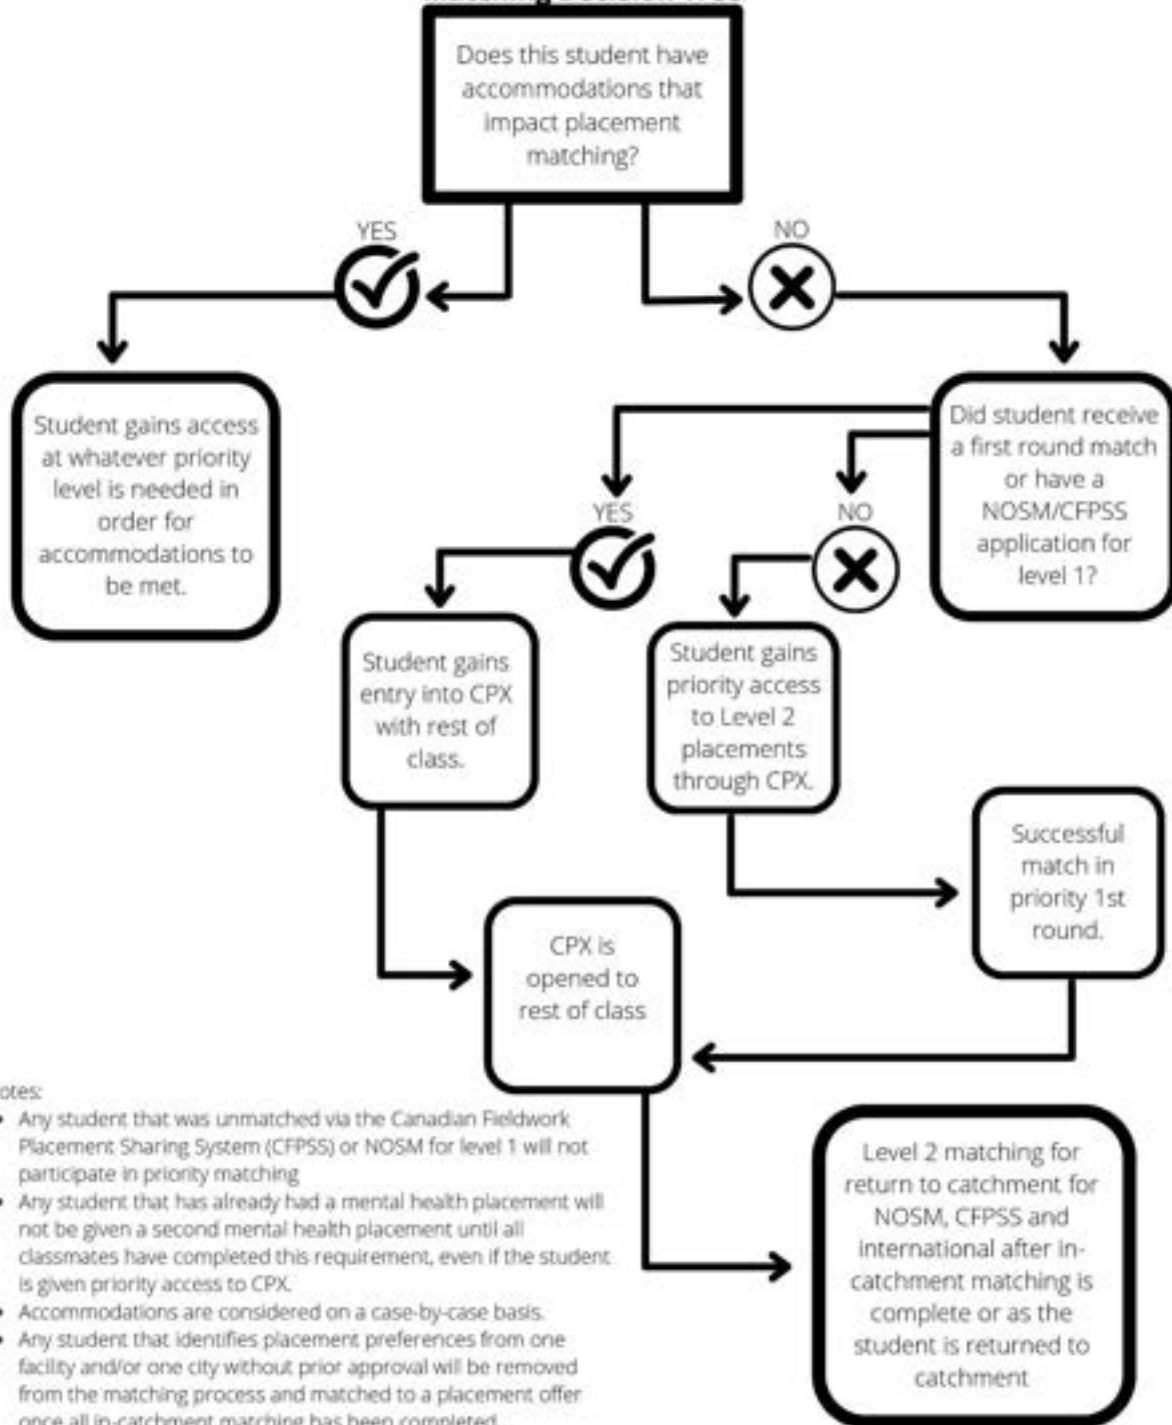 Does this student have
accommodations that
impact placement
matching?
YES
NO
Student gains access
at whatever priority
level is needed in
order for
accommodations to
be met.
Did student receive
a first round match
or have a
NOSM/CFPSS
application for
level 1?
YES
NO
Student gains
entry into CPX
with rest of
class.
Student gains
priority access
to Level 2
placements
through CPX.
Successful
match in
priority 1st
round.
CPX is
opened to
rest of class
otes:
• Any student that was unmatched via the Canadian Fieldwork
Placement Sharing System (CFPSS) or NOSM for level 1 will not
participate in priority matching
• Any student that has already had a mental health placement will
not be given a second mental health placement until all
classmates have completed this requirement, even if the student
is given priority access to CPX.
• Accommodations are considered on a case-by-case basis.
• Any student that identifies placement preferences from one
facility and/or one city without prior approval will be removed
from the matching process and matched to a placement offer
once all in-catchment matching has been completed
Level 2 matching for
return to catchment for
NOSM, CFPSS and
international after in-
catchment matching is
complete or as the
student is returned to
catchment